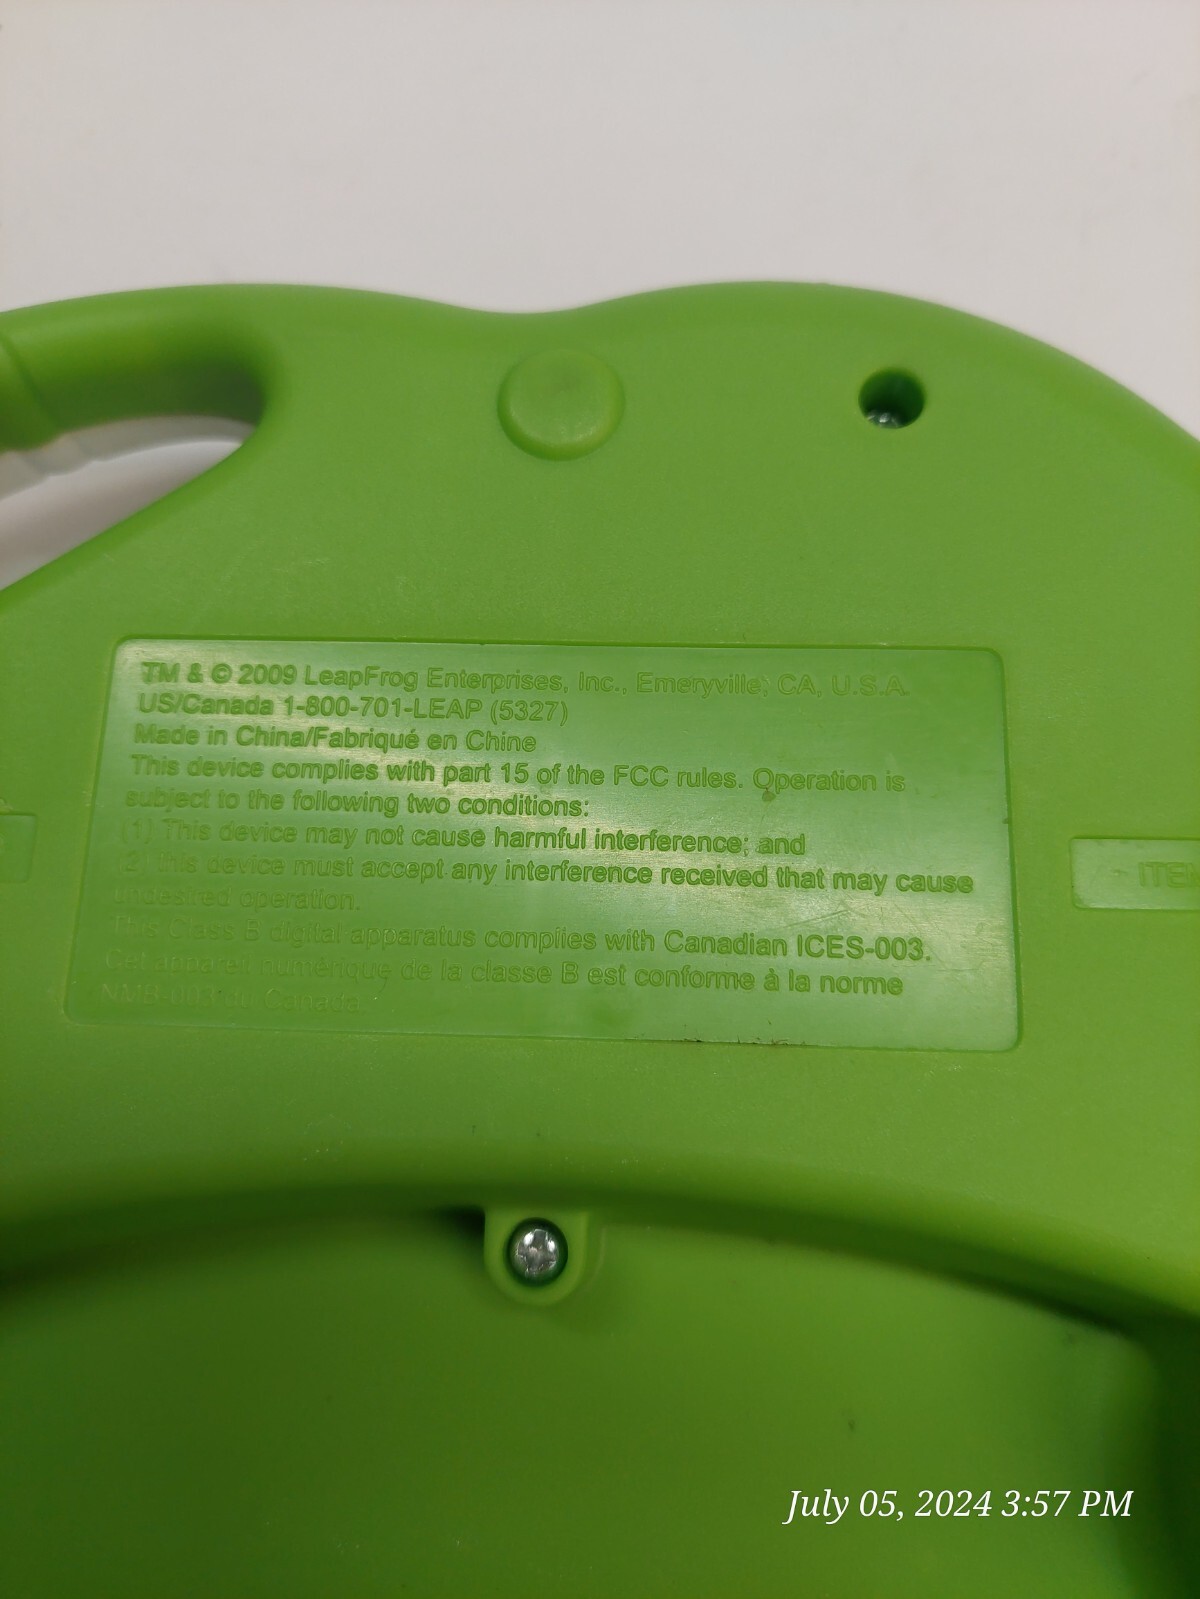 TM & © 2009 LeapFrog Enterprises, Inc., Emeryville, CA, U.S.A.
US/Canada 1-800-701-LEAP (5327)
Made in China/Fabriqué en Chine
This device complies with part 15 of the FCC rules. Operation is
subject to the following two conditions:
(1) This device may not cause harmful interference; and
(2) this device must accept any interference received that may cause
undesired operation.
This Class B digital apparatus complies with Canadian ICES-003.
Cet appareil numérique de la classe B est conforme à la norme
NMB-003 du Canada.
July 05, 2024 3:57 PM